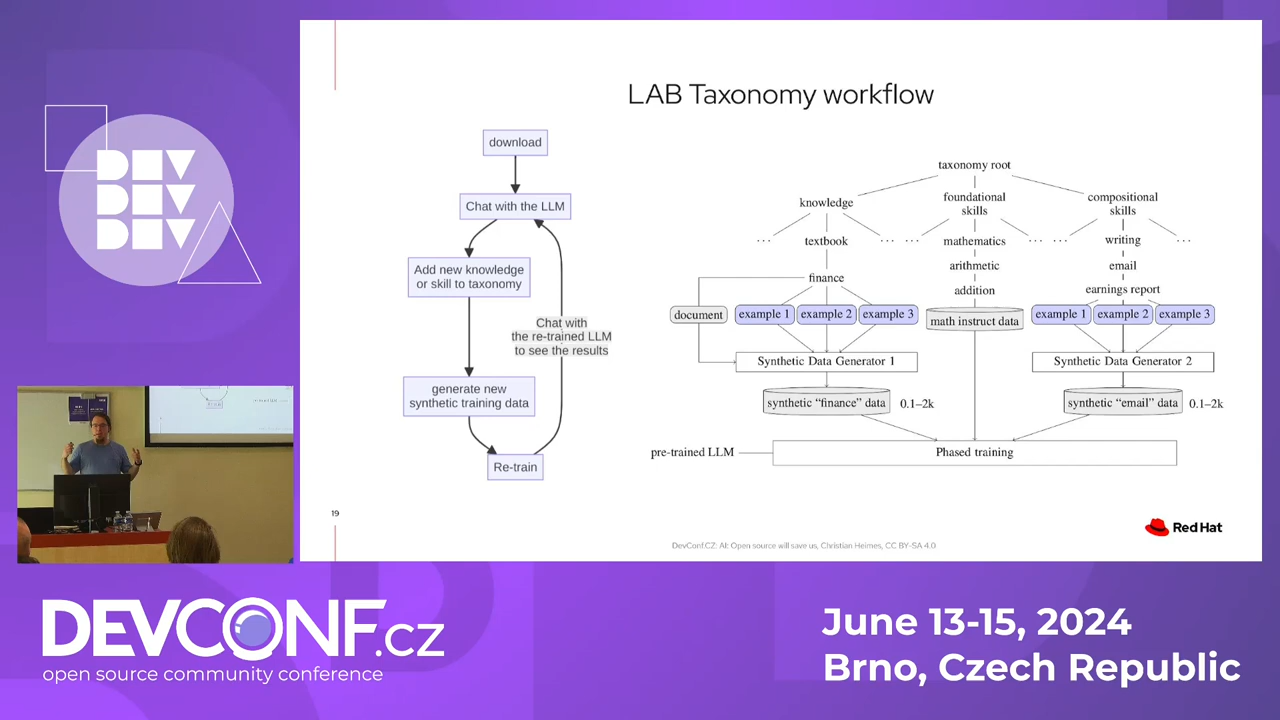 DEV
DEV
DEV
LAB Taxonomy workflow
download
Chat with the LLM
Add new knowledge
or skill to taxonomy
Chat with
the re-trained LLM
to see the results
generate new
synthetic training data
Re-train
taxonomy root
knowledge
foundational
skills
compositional
skills
... textbook ... ... mathematics ... ... writing ...
finance
arithmetic
email
addition
earnings report
document
example 1 example 2 example 3
math instruct data
example 1 example 2 example 3
Synthetic Data Generator 1
Synthetic Data Generator 2
synthetic “finance” data 0.1–2k
synthetic “email” data 0.1–2k
pre-trained LLM
Phased training
19
Red Hat
DevConf.CZ: AI: Open source will save us, Christian Heimes, CC BY-SA 4.0
DEVCONF.cz
open source community conference
June 13-15, 2024
Brno, Czech Republic